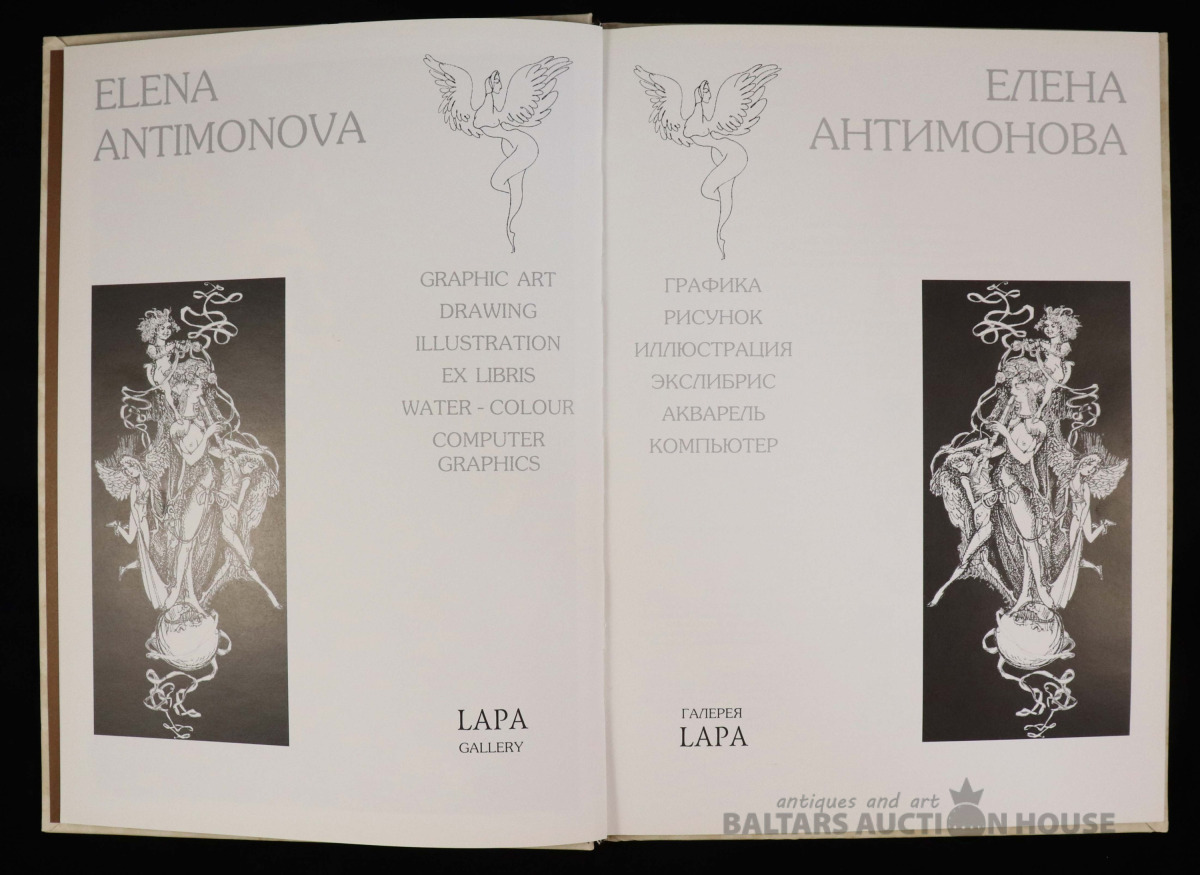 ELENA
ANTIMONOVA
GRAPHIC ART
DRAWING
ILLUSTRATION
EX LIBRIS
WATER - COLOUR
COMPUTER
GRAPHICS
LAPA
GALLERY
ЕЛЕНА
АНТИМОНОВА
ГРАФИКА
РИСУНОК
ИЛЛЮСТРАЦИЯ
ЭКСЛИБРИС
АКВАРЕЛЬ
КОМПЬЮТЕР
ГАЛЕРЕЯ
LAPA
antiques and art
BALTARS AUCTION HOUSE